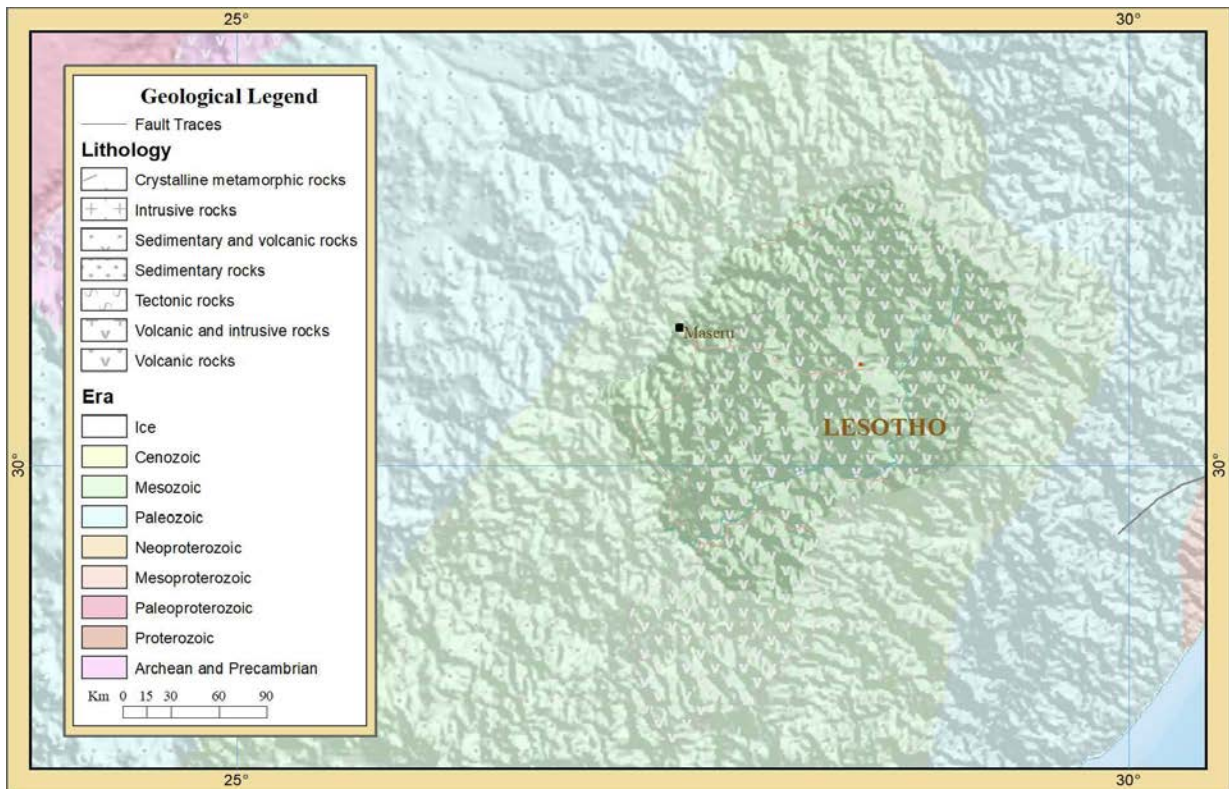 25°
30°
Geological Legend
Fault Traces
Lithology
Crystalline metamorphic rocks
Intrusive rocks
Sedimentary and volcanic rocks
Sedimentary rocks
Tectonic rocks
Volcanic and intrusive rocks
Volcanic rocks
Era
Ice
Cenozoic
Mesozoic
Paleozoic
Neoproterozoic
Mesoproterozoic
Paleoproterozoic
Proterozoic
Archean and Precambrian
Km 0 15 30 60 90
Maseru
LESOTHO
30°
30°
25°
30°